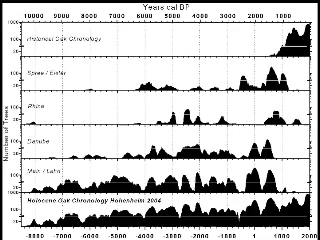 Years cal BP
10000 9000 8000 7000 6000 5000 4000 3000 2000 1000
Historical Oak Chronology
Spree / Elster
Rhine
Danube
Main / Lahn
Holocene Oak Chronology Hohenheim 2004
Number of Trees
-8000 -7000 -6000 -5000 -4000 -3000 -2000 -1000 0 1000 2000